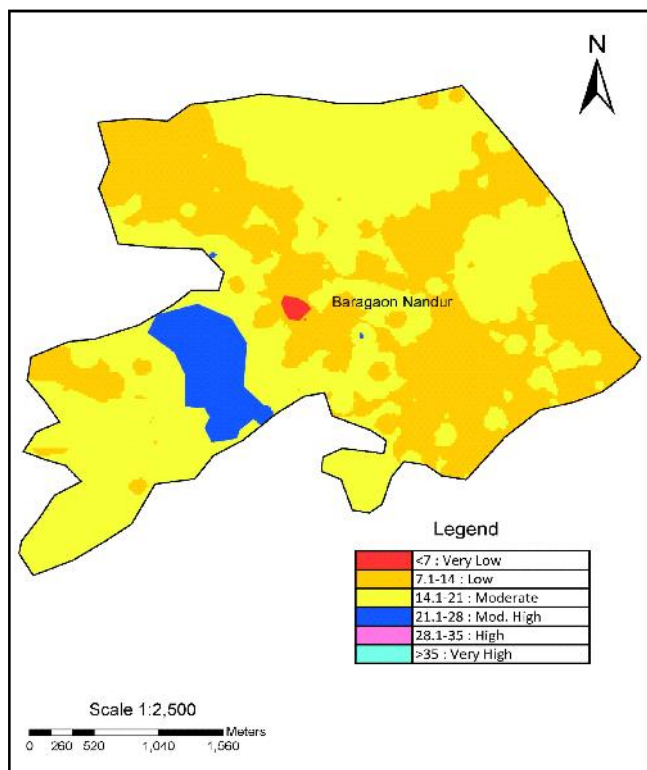 N
Baragaon Nandur
Legend
<7 : Very Low
7.1-14 : Low
14.1-21 : Moderate
21.1-28 : Mod. High
28.1-35 : High
>35 : Very High
Scale 1:2,500
Meters
0 260 520 1,040 1,560